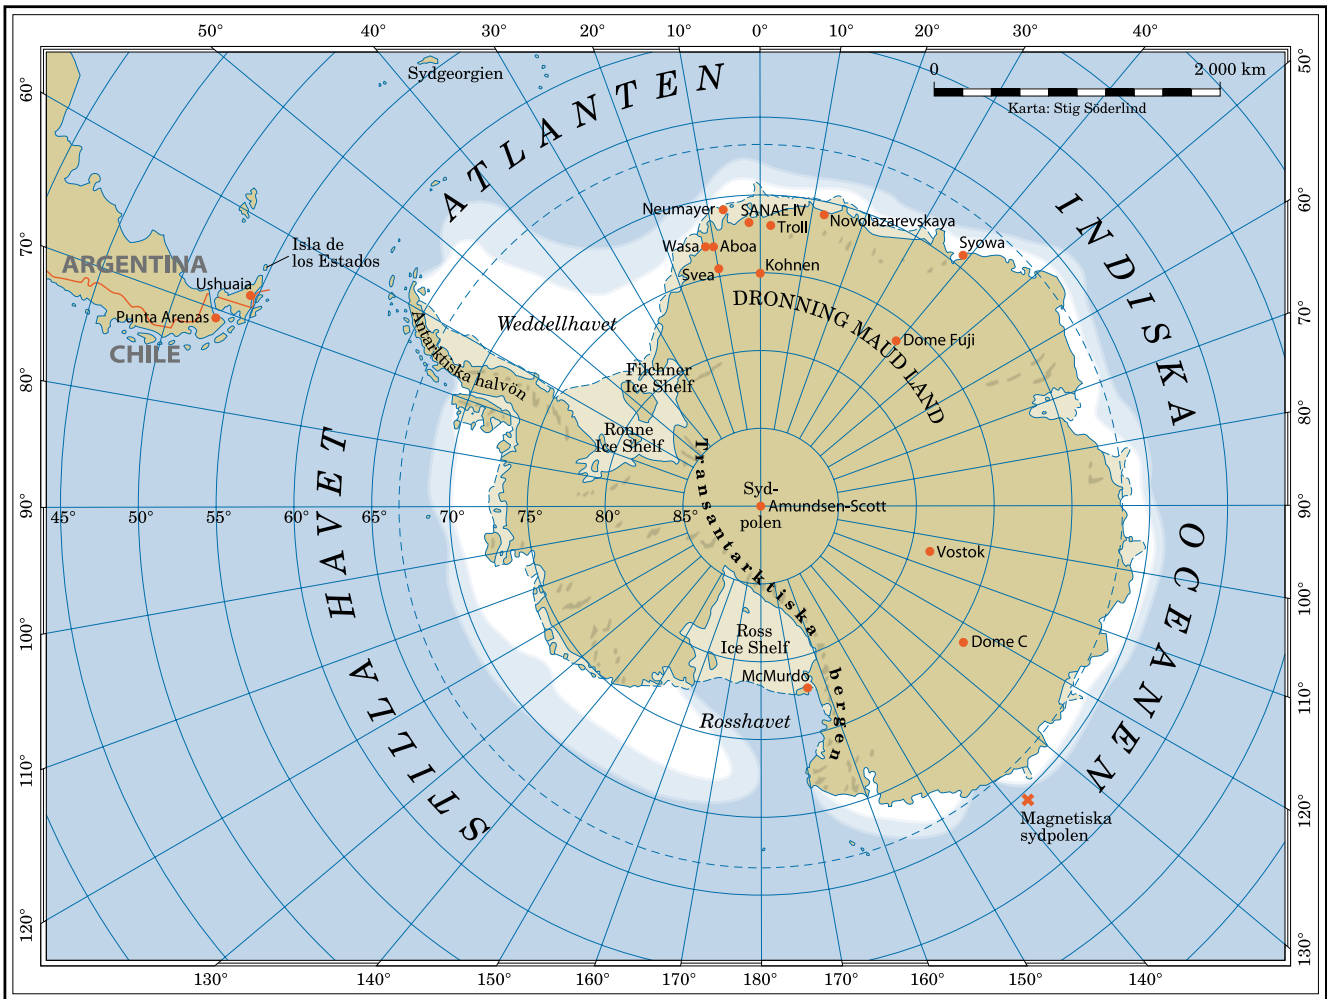 50°
40°
30°
20°
10°
0°
10°
20°
30°
40°
50°
60°
70°
80°
90°
100°
110°
120°
60°
70°
80°
90°
100°
110°
120°
130°
130°
140°
150°
160°
170°
180°
170°
160°
150°
140°
0
2 000 km
Karta: Stig Söderlind
Sydgeorgien
ATLANTEN
INDISKA OCEANEN
STILLA HAVET
ARGENTINA
CHILE
Isla de
los Estados
Ushuaia
Punta Arenas
Neumayer
SANAE IV
Troll
Novolazarevskaya
Wasa
Aboa
Svea
Kohnen
Syowa
DRONNING MAUD LAND
Dome Fuji
Weddellhavet
Antarktiska halvön
Filchner
Ice Shelf
Ronne
Ice Shelf
Transantarktiska bergen
Syd-
polen
Amundsen-Scott
45°
50°
55°
60°
65°
70°
75°
80°
85°
Vostok
Dome C
Ross
Ice Shelf
McMurdo
Rosshavet
Magnetiska
sydpolen